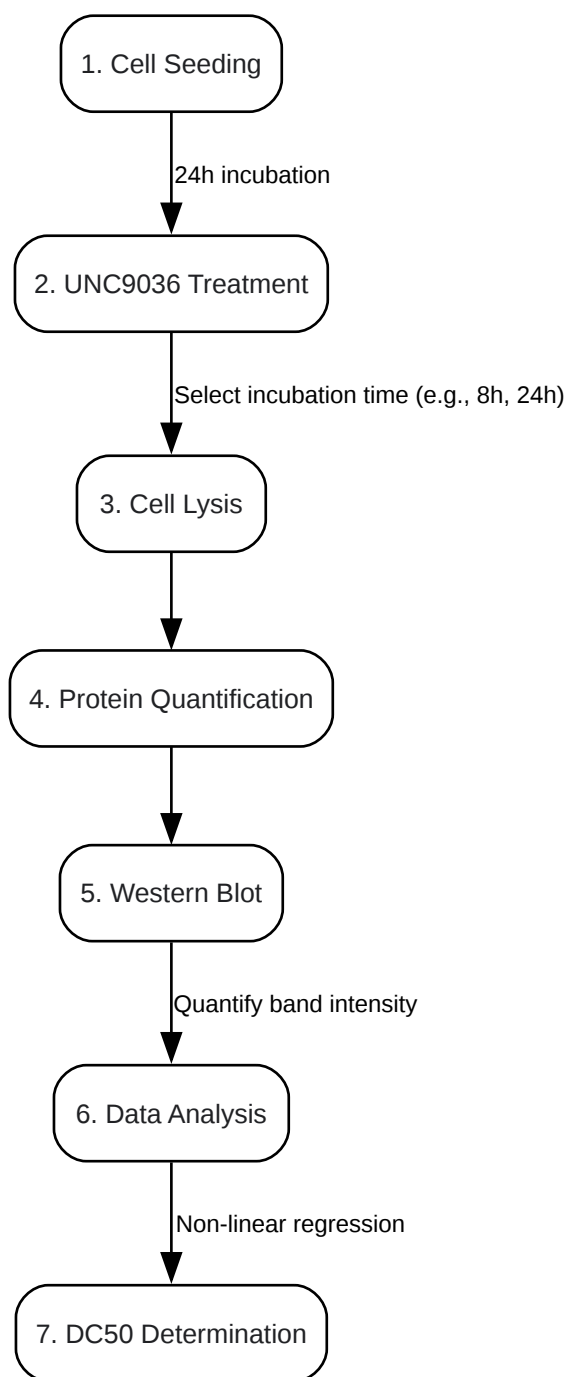 1. Cell Seeding
24h incubation
2. UNC9036 Treatment
Select incubation time (e.g., 8h, 24h)
3. Cell Lysis
4. Protein Quantification
5. Western Blot
Quantify band intensity
6. Data Analysis
Non-linear regression
7. DC50 Determination